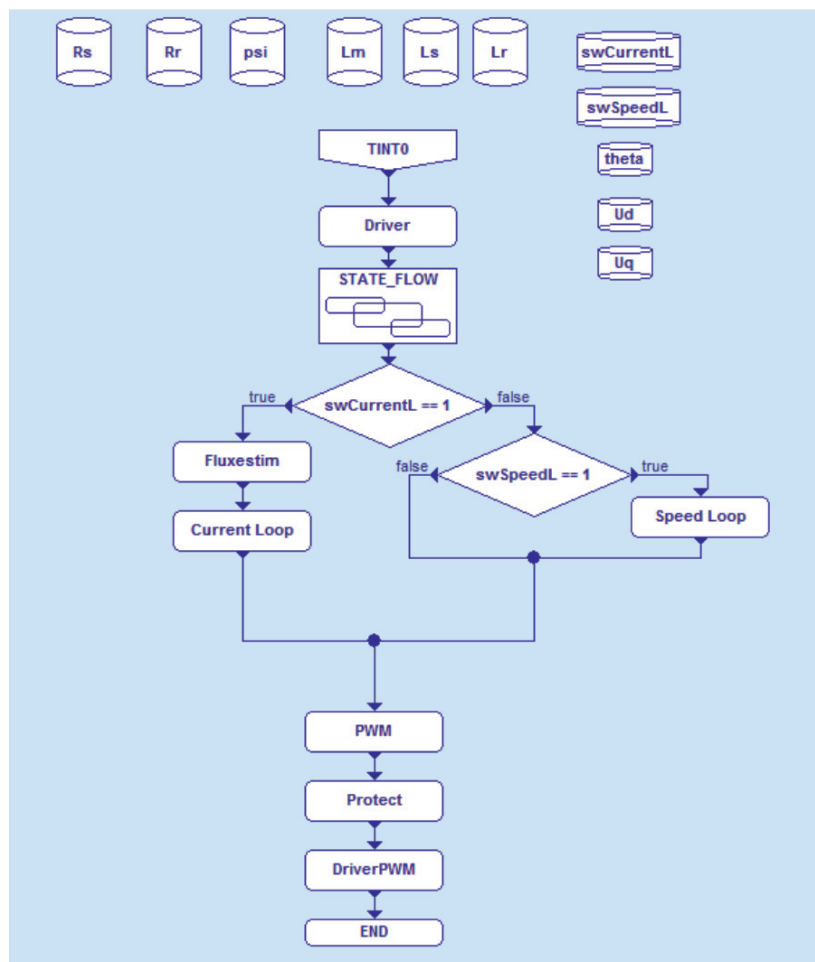 Rs Rr psi Lm Ls Lr swCurrentL
swSpeedL
TINT0 theta
Driver Ud
Uq
STATE_FLOW
swCurrentL == 1
true false
Fluxestim
swSpeedL == 1
false true
Current Loop
Speed Loop
PWM
Protect
DriverPWM
END